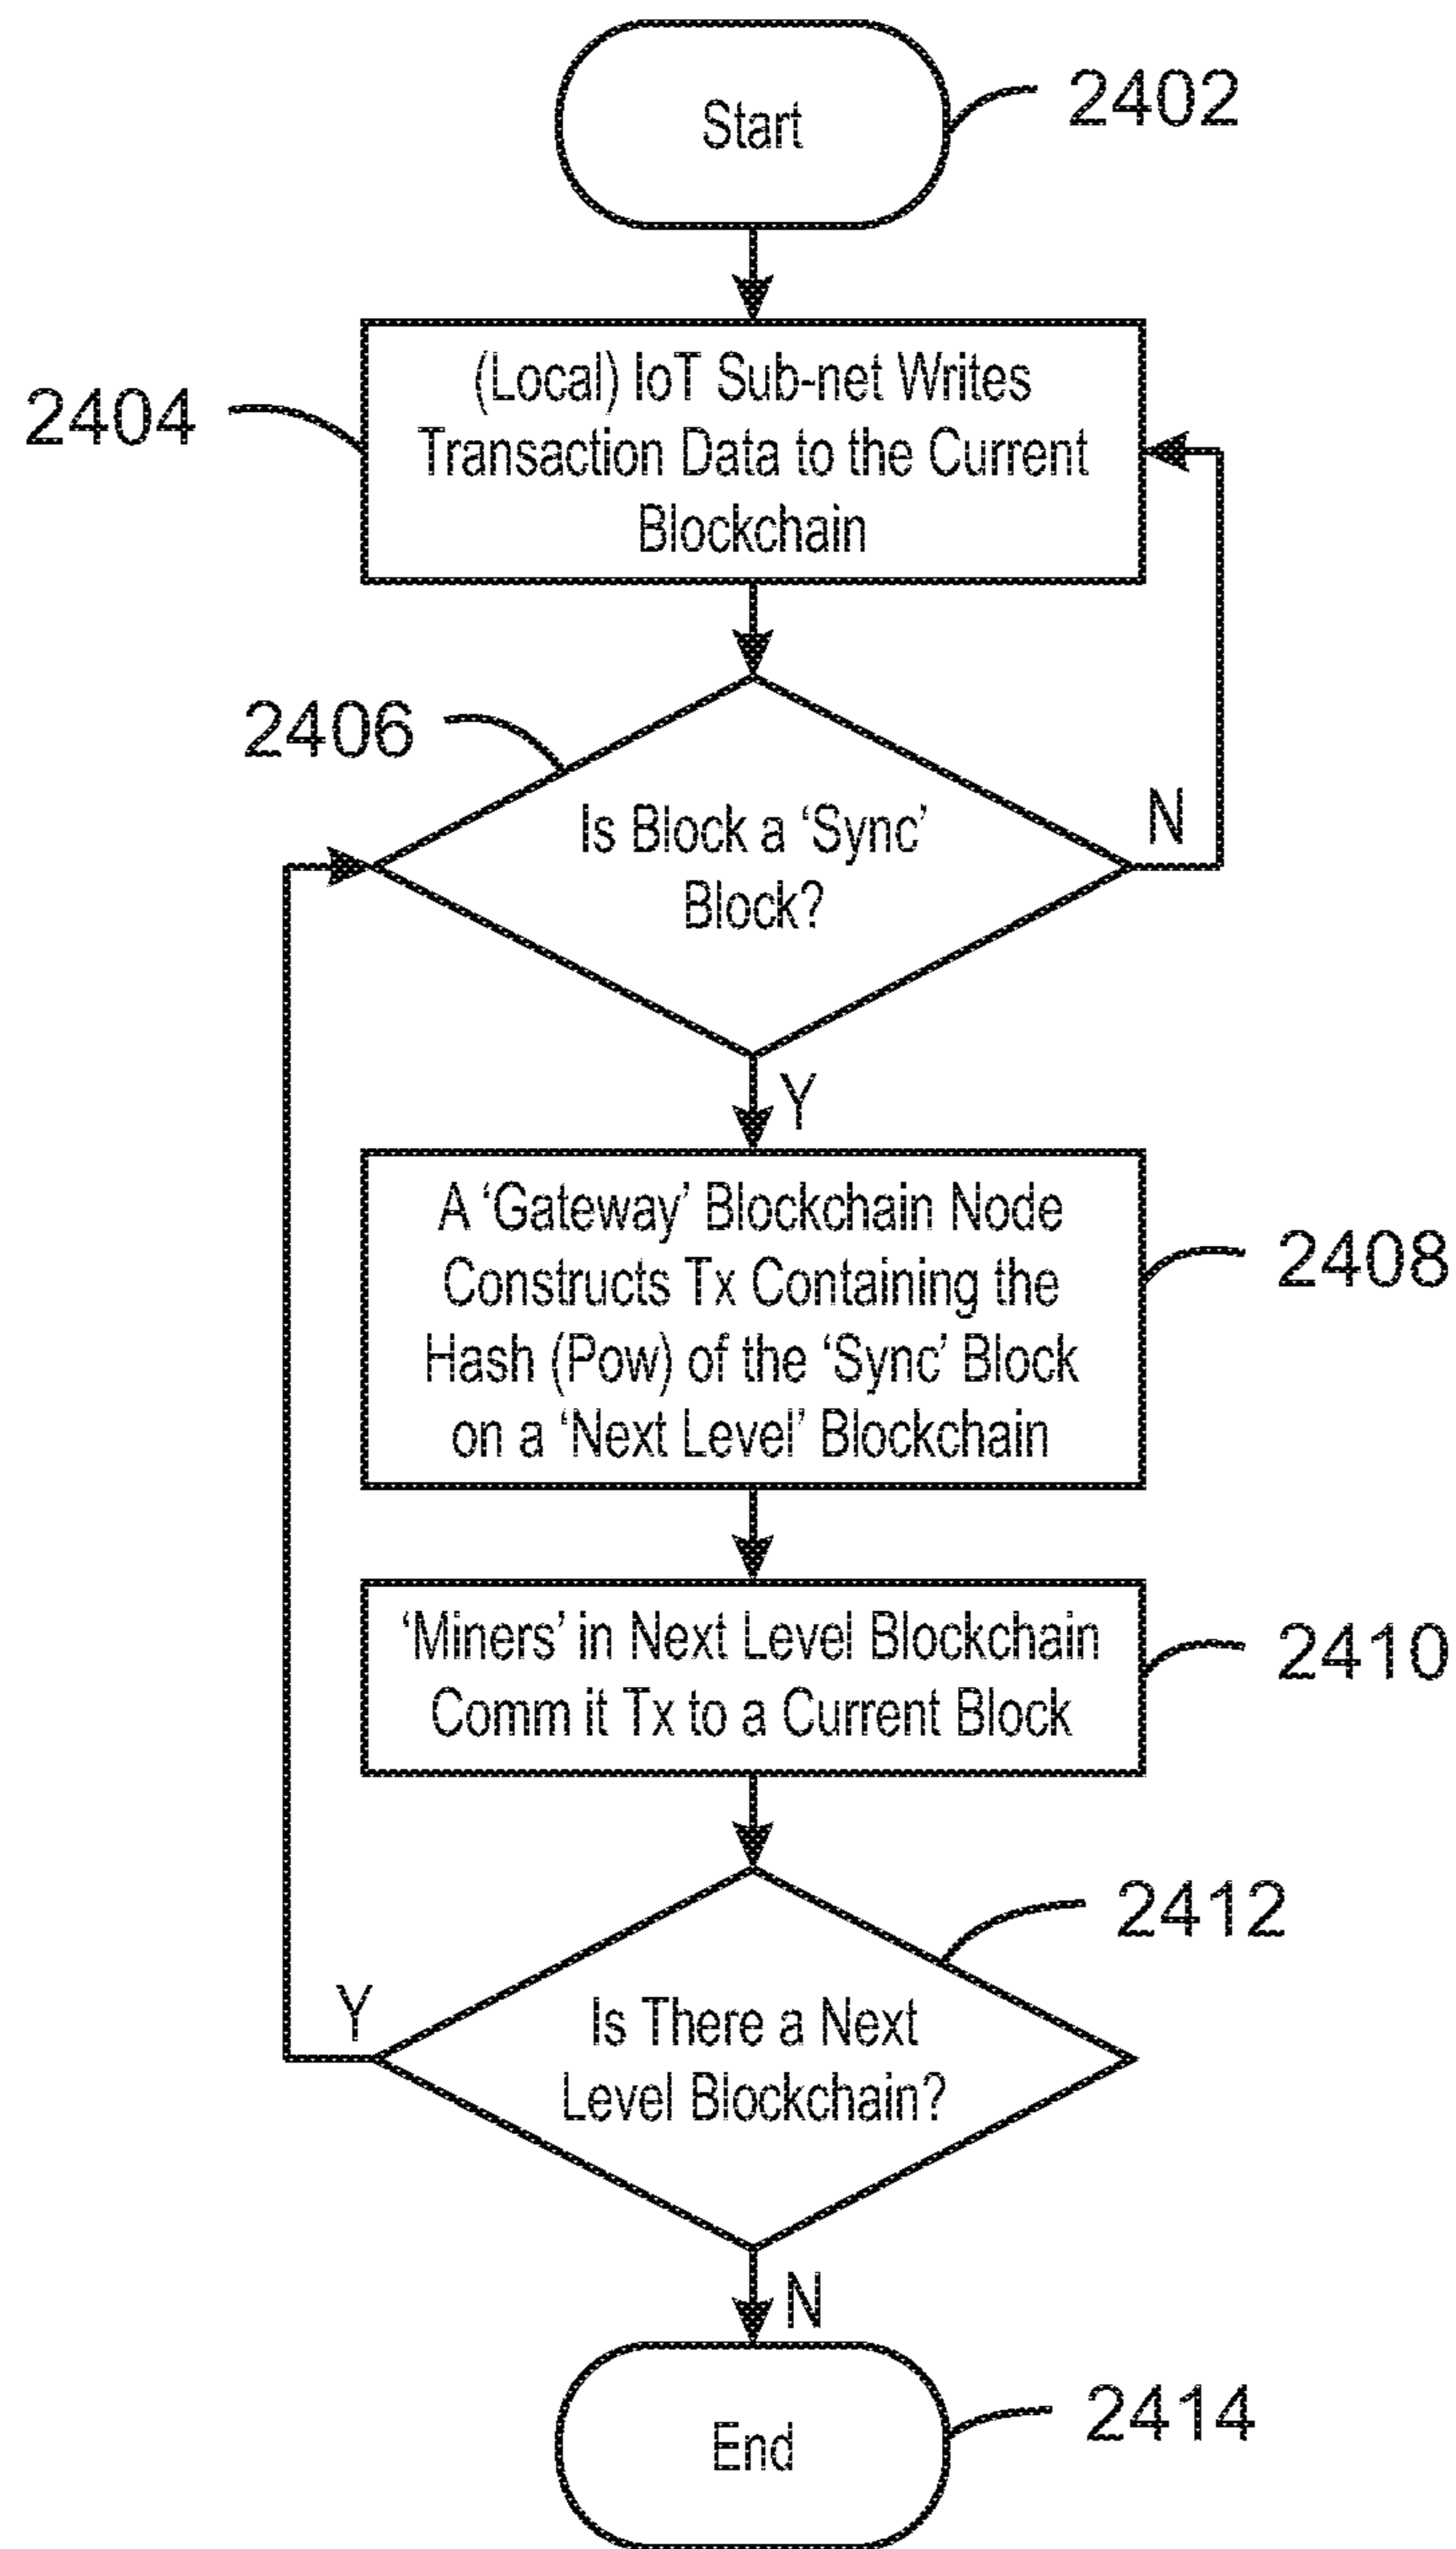 Start
2402
2404
(Local) IoT Sub-net Writes
Transaction Data to the Current
Blockchain
2406
Is Block a ‘Sync’
Block?
N
Y
A ‘Gateway’ Blockchain Node
Constructs Tx Containing the
Hash (Pow) of the ‘Sync’ Block
on a ‘Next Level’ Blockchain
2408
‘Miners’ in Next Level Blockchain
Comm it Tx to a Current Block
2410
2412
Is There a Next
Level Blockchain?
Y
N
End
2414